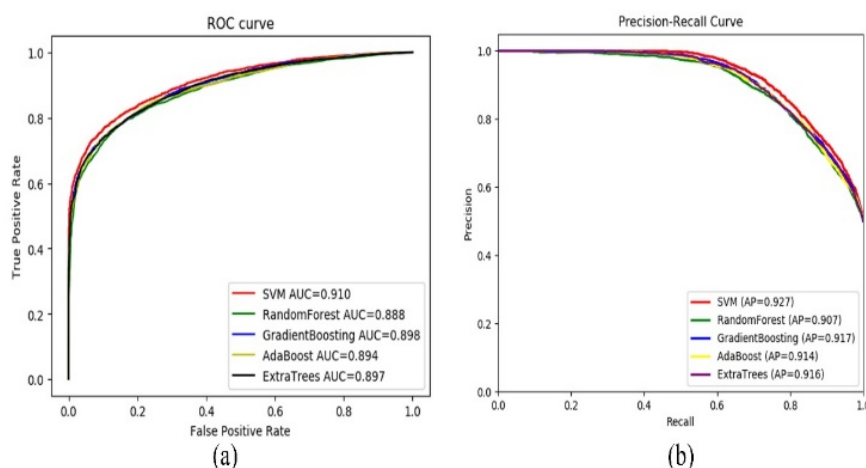 ROC curve
True Positive Rate
1.0
0.8
0.6
0.4
0.2
0.0
SVM AUC=0.910
RandomForest AUC=0.888
GradientBoosting AUC=0.898
AdaBoost AUC=0.894
ExtraTrees AUC=0.897
0.0 0.2 0.4 0.6 0.8 1.0
False Positive Rate
(a)
Precision-Recall Curve
Precision
1.0
0.8
0.6
0.4
0.2
0.0
SVM (AP=0.927)
RandomForest (AP=0.907)
GradientBoosting (AP=0.917)
AdaBoost (AP=0.914)
ExtraTrees (AP=0.916)
0.0 0.2 0.4 0.6 0.8 1.0
Recall
(b)